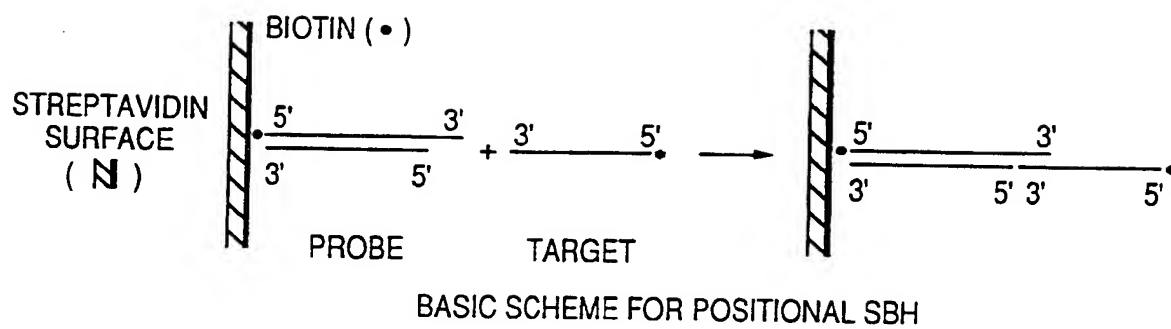 BIOTIN (•)
STREPTAVIDIN
SURFACE
( )
5' 3'
3' 5'
+
3' 5'
5' 3'
3' 5' 3' 5'
PROBE TARGET
BASIC SCHEME FOR POSITIONAL SBH